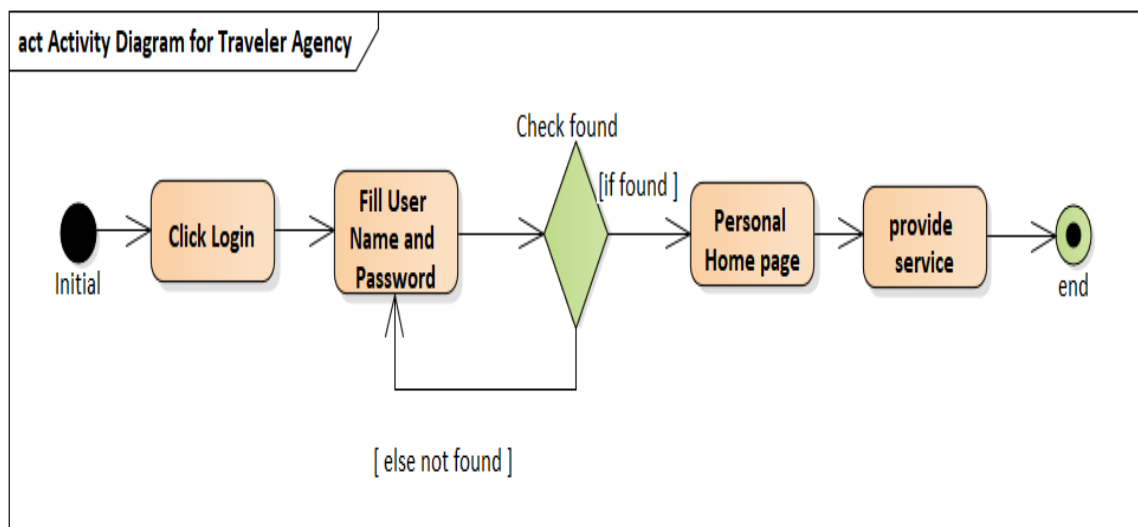 act Activity Diagram for Traveler Agency
Initial
Click Login
Fill User
Name and
Password
Check found
[if found ]
[ else not found ]
Personal
Home page
provide
service
end